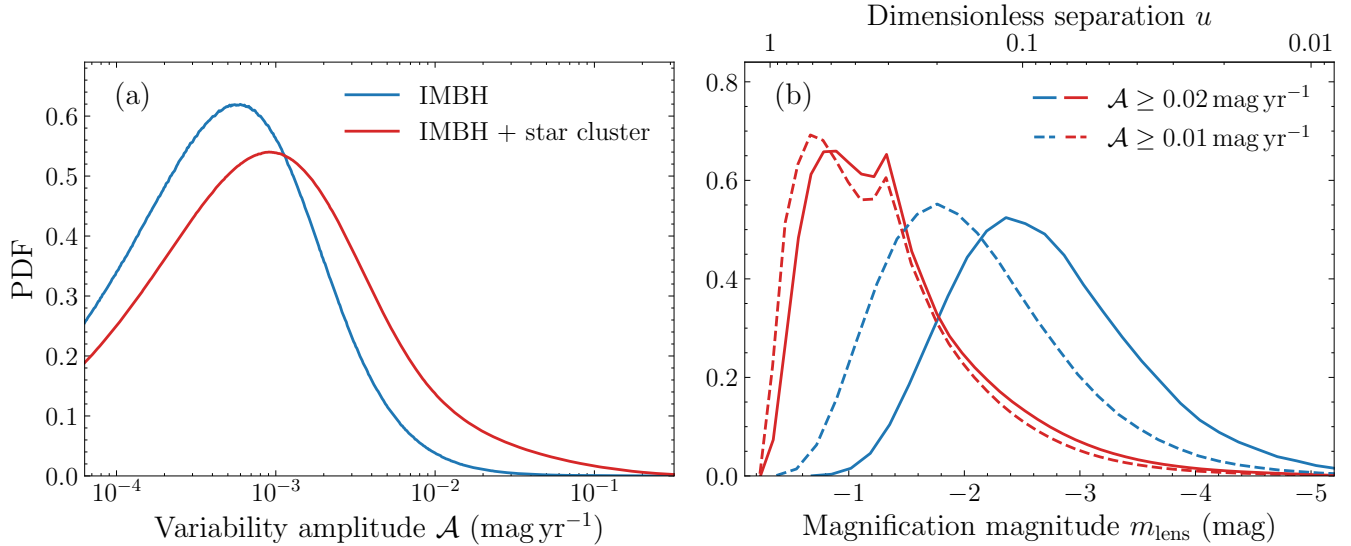 (a)
IMBH
IMBH + star cluster
PDF
0.0
0.1
0.2
0.3
0.4
0.5
0.6
10⁻⁴
10⁻³
10⁻²
10⁻¹
Variability amplitude 𝒜 (mag yr⁻¹)
Dimensionless separation u
1
0.1
0.01
(b)
𝒜 ≥ 0.02 mag yr⁻¹
𝒜 ≥ 0.01 mag yr⁻¹
0.8
0.6
0.4
0.2
0.0
−1
−2
−3
−4
−5
Magnification magnitude m_lens (mag)